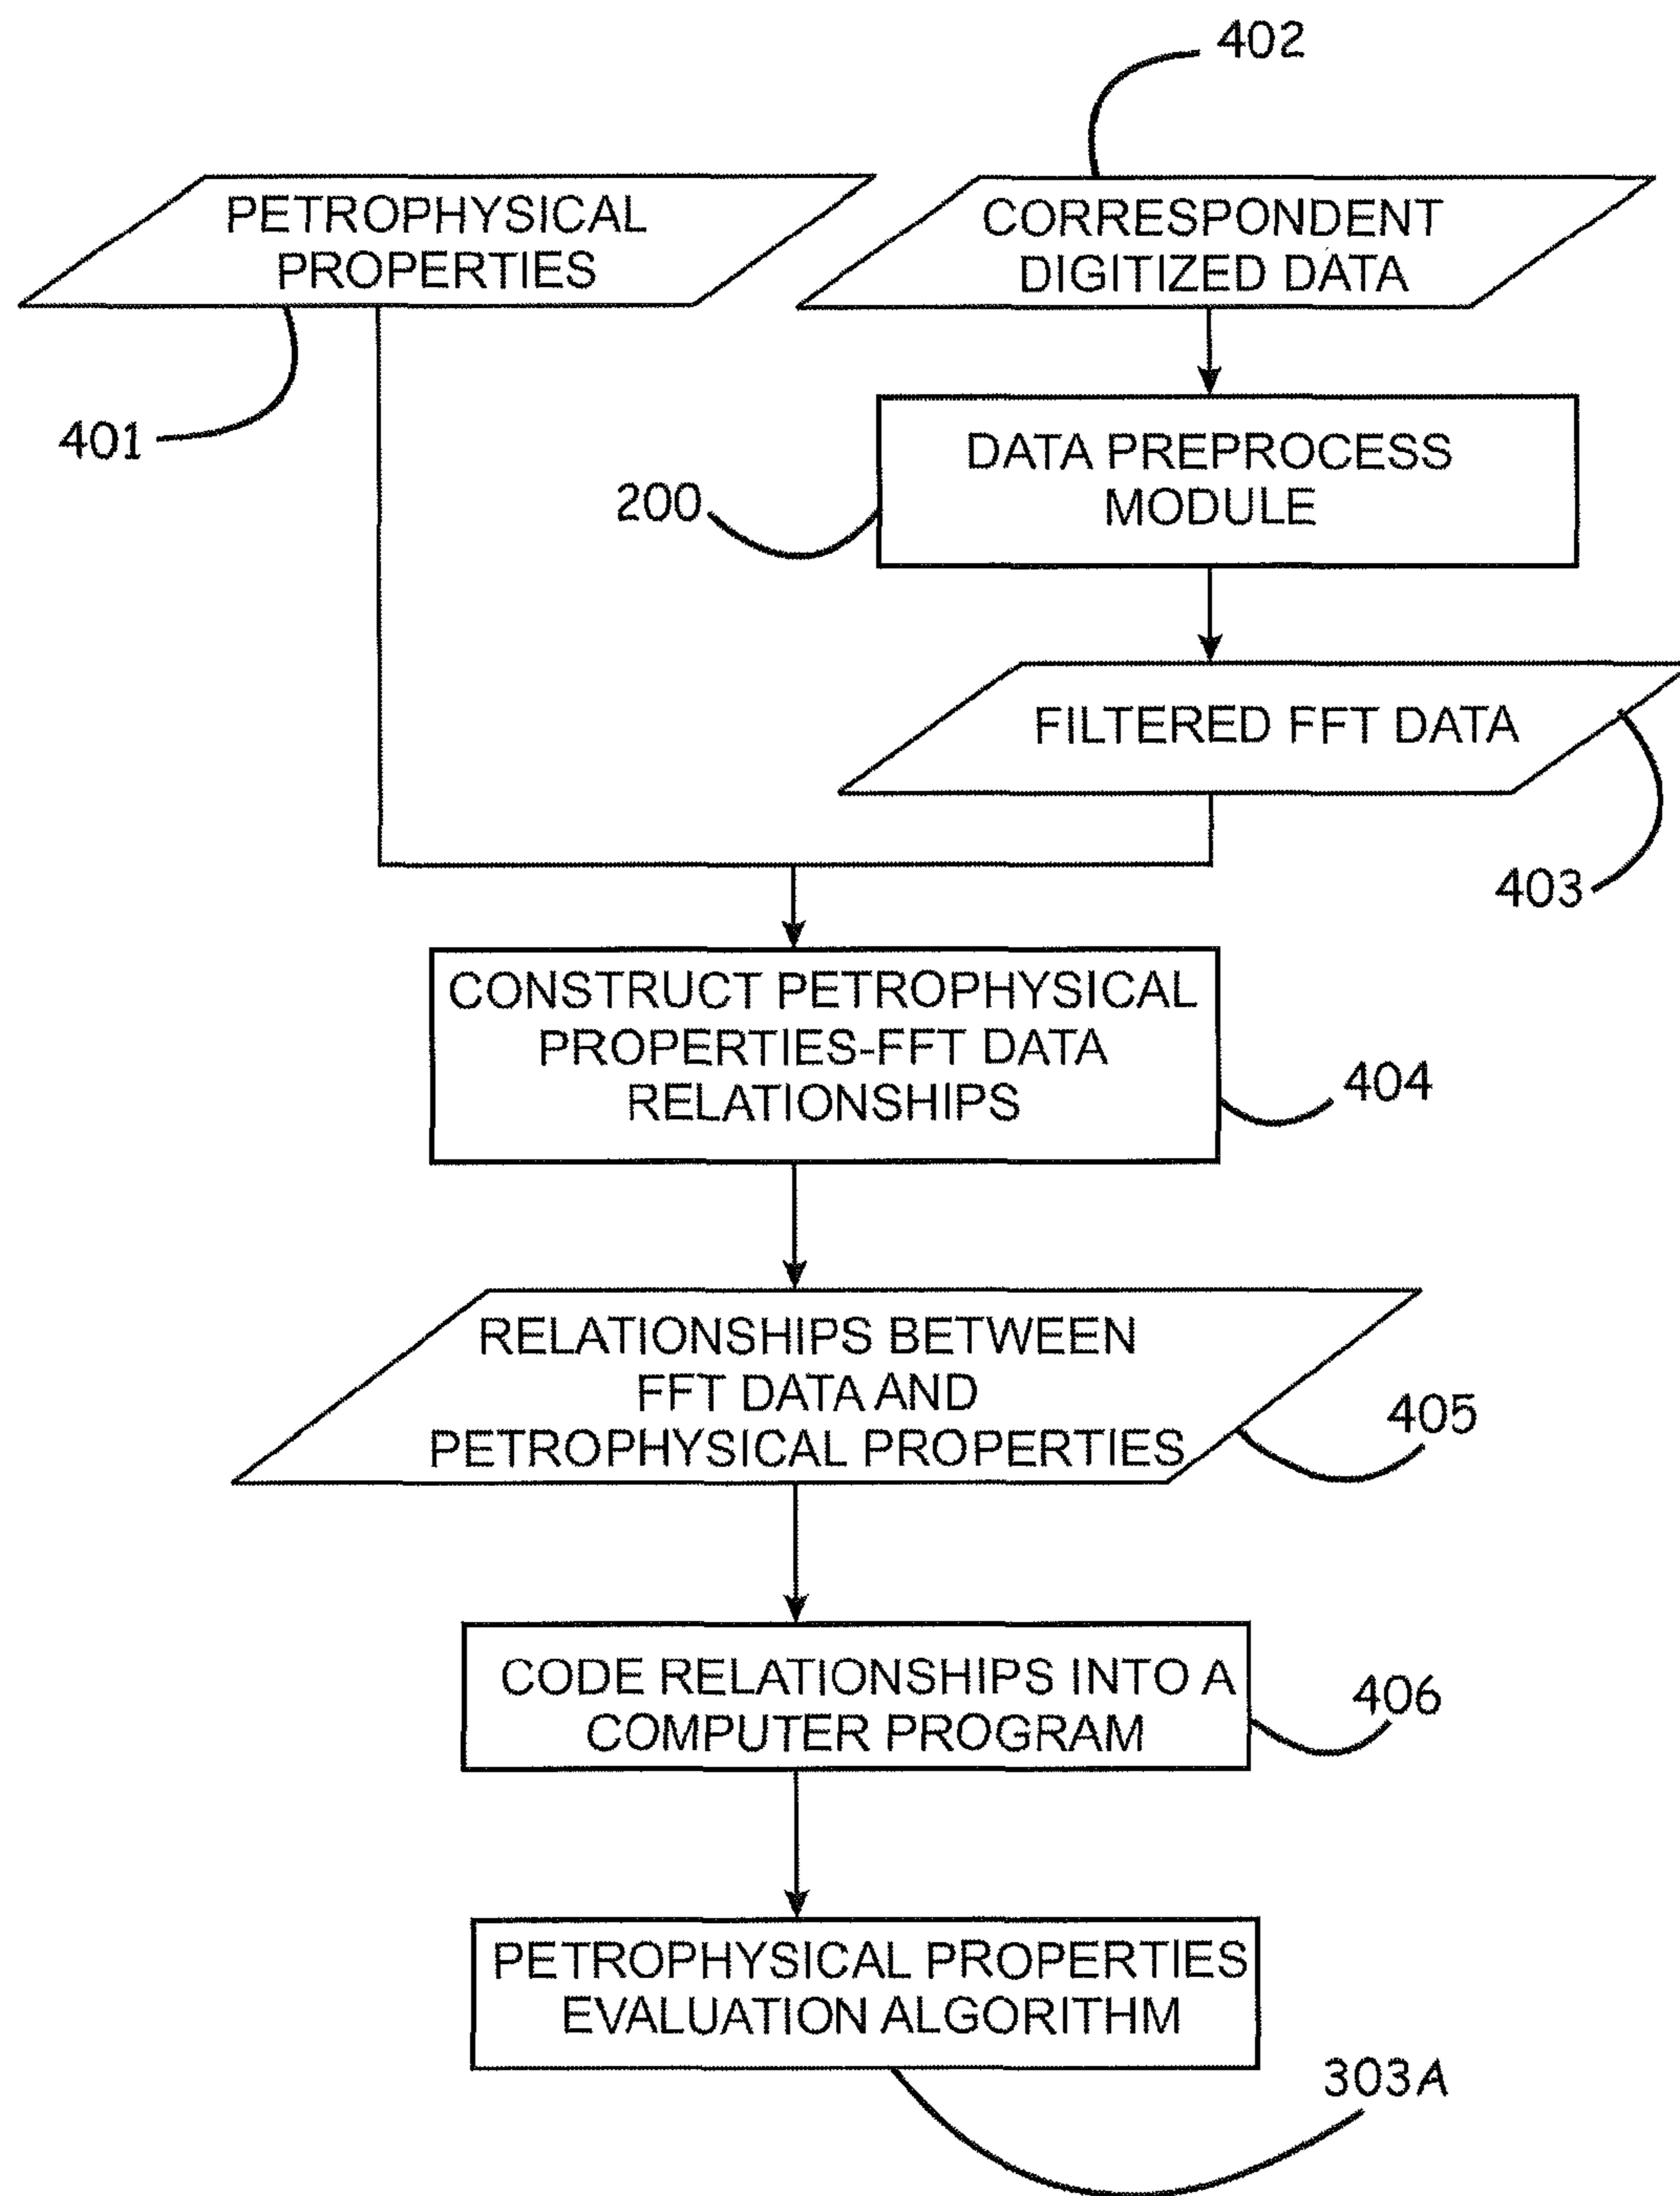 402
PETROPHYSICAL
PROPERTIES
CORRESPONDENT
DIGITIZED DATA
401
DATA PREPROCESS
MODULE
200
FILTERED FFT DATA
403
CONSTRUCT PETROPHYSICAL
PROPERTIES-FFT DATA
RELATIONSHIPS
404
RELATIONSHIPS BETWEEN
FFT DATA AND
PETROPHYSICAL PROPERTIES
405
CODE RELATIONSHIPS INTO A
COMPUTER PROGRAM
406
PETROPHYSICAL PROPERTIES
EVALUATION ALGORITHM
303A